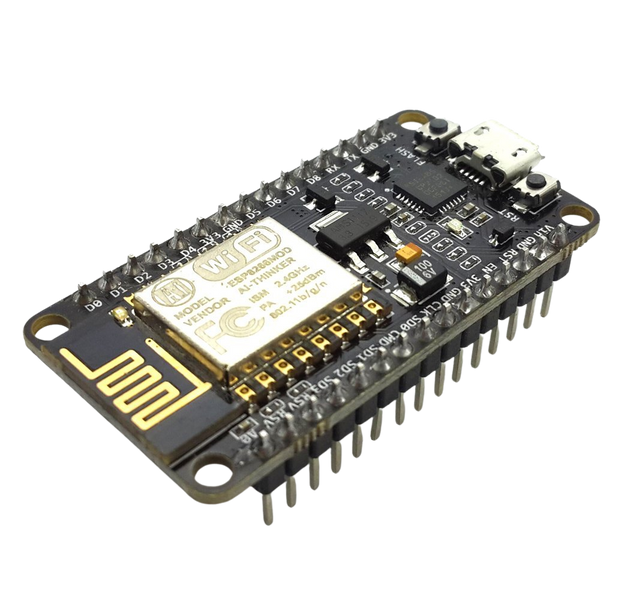 D0
D1
D2
D3
D4
3V3
GND
D5
D6
D7
D8
RX
TX
GND
3V3
FLASH
RST
WiFi
MODEL ESP8266MOD
VENDOR AI-THINKER
ISM 2.4GHz
PA +25dBm
802.11b/g/n
FC
A0
RSV
RSV
SD3
SD2
SD1
CMD
SD0
CLK
GND
3V3
EN
RST
GND
Vin